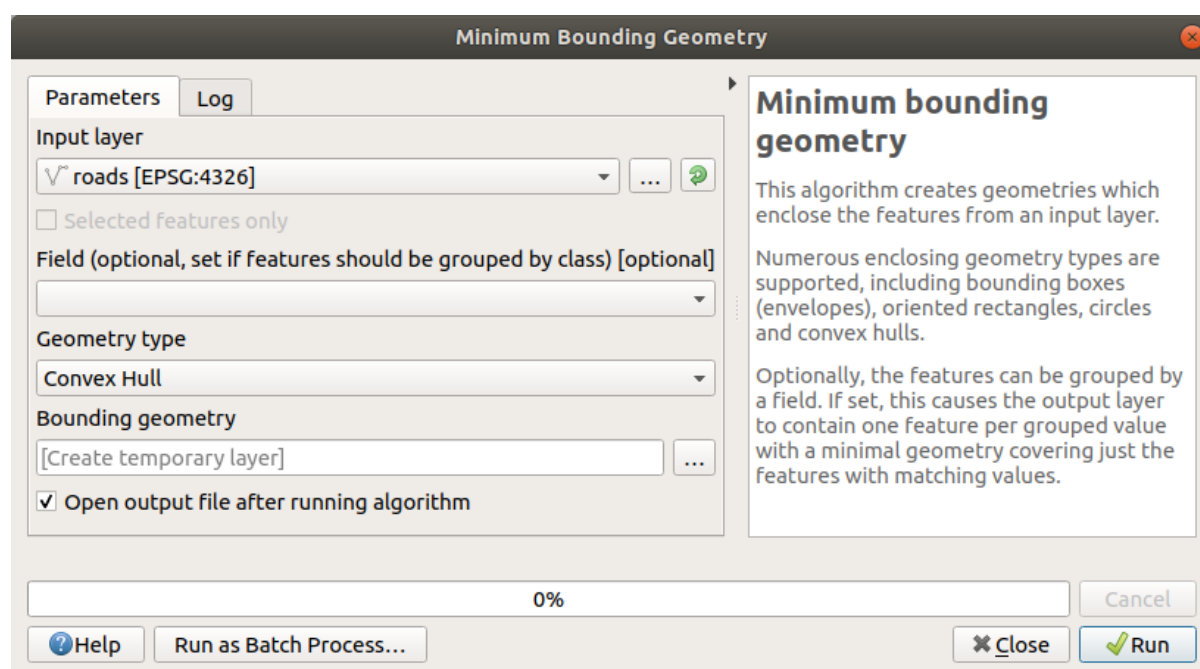 Minimum Bounding Geometry
Parameters
Log
Input layer
roads [EPSG:4326]
...
Selected features only
Field (optional, set if features should be grouped by class) [optional]
Geometry type
Convex Hull
Bounding geometry
[Create temporary layer]
...
Open output file after running algorithm
Minimum bounding
geometry
This algorithm creates geometries which
enclose the features from an input layer.
Numerous enclosing geometry types are
supported, including bounding boxes
(envelopes), oriented rectangles, circles
and convex hulls.
Optionally, the features can be grouped by
a field. If set, this causes the output layer
to contain one feature per grouped value
with a minimal geometry covering just the
features with matching values.
0%
Cancel
Help
Run as Batch Process...
Close
Run